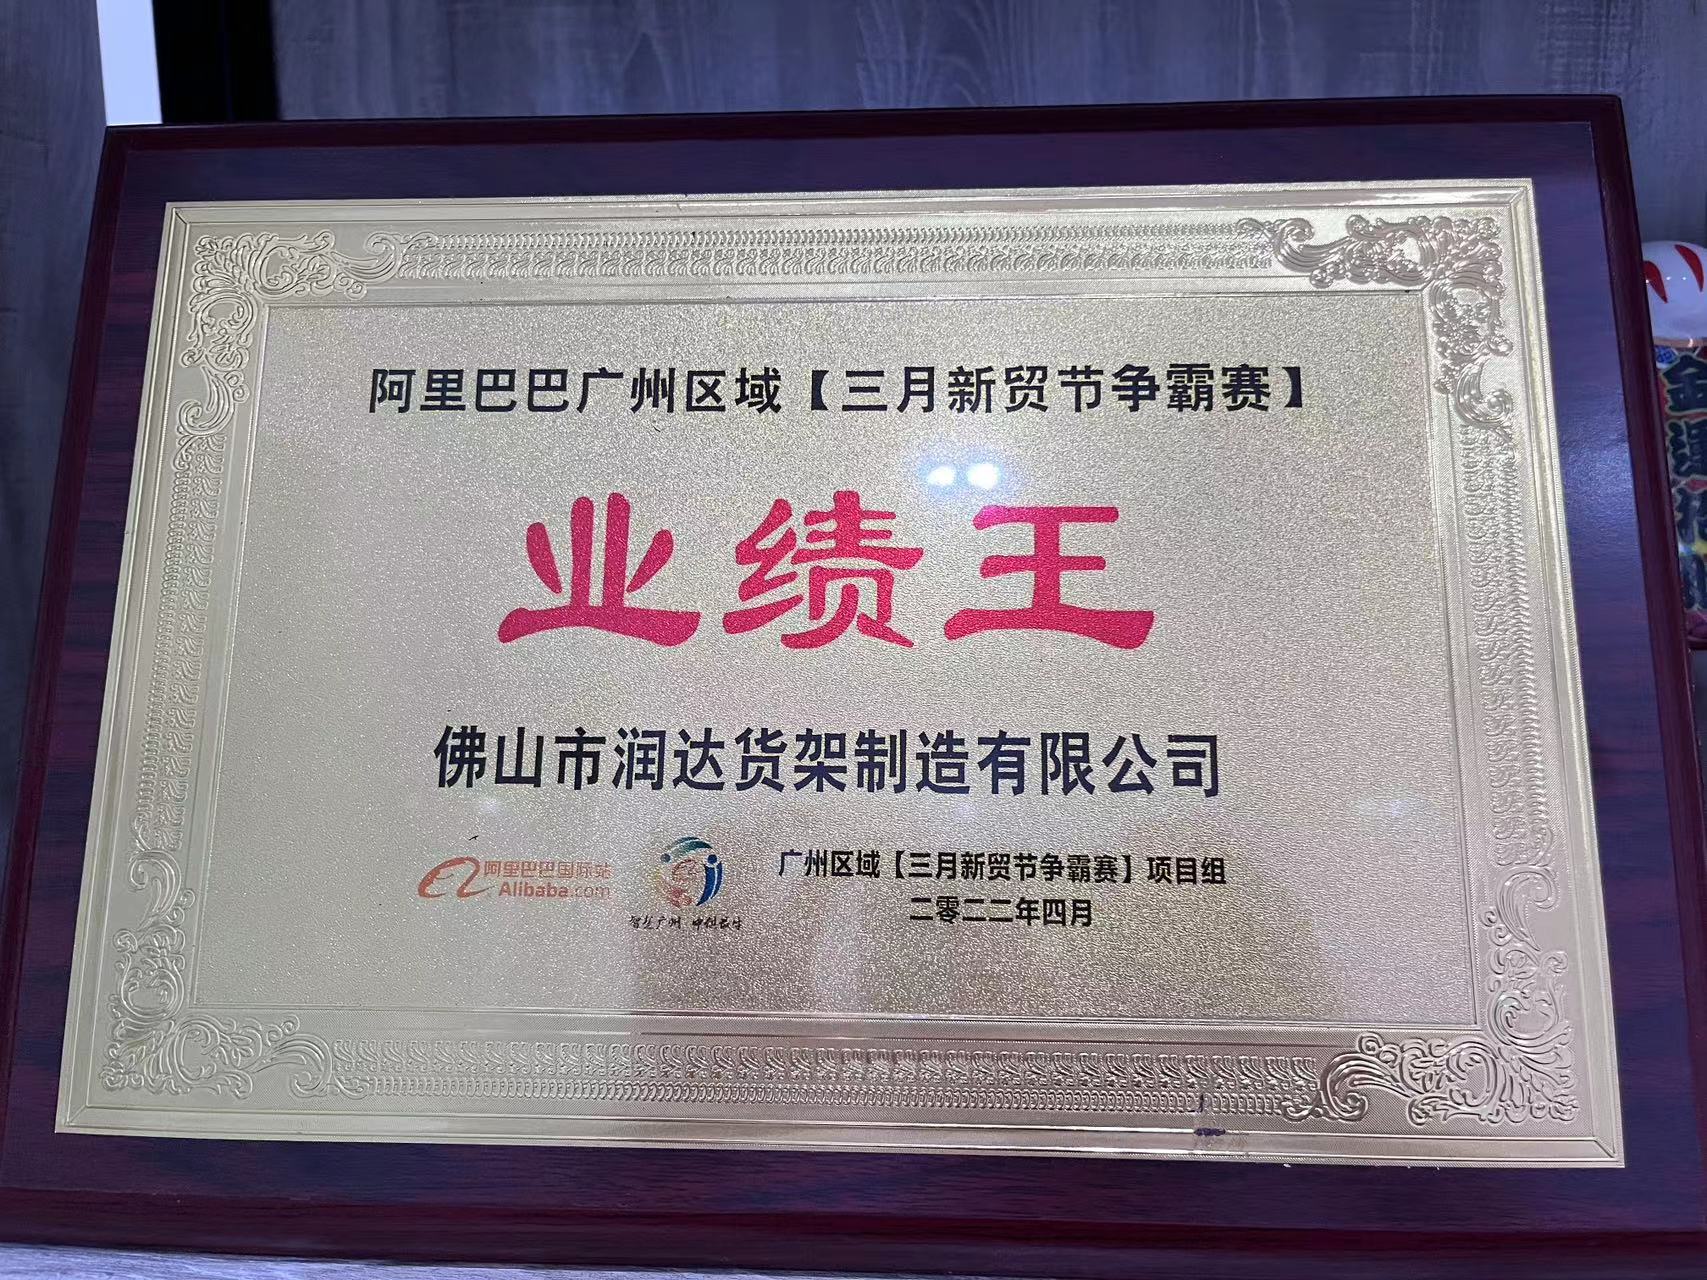 阿里巴巴广州区域【三月新贸节争霸赛】
业绩王
佛山市润达货架制造有限公司
阿里巴巴国际站
Alibaba.com
广州区域【三月新贸节争霸赛】项目组
二零二二年四月